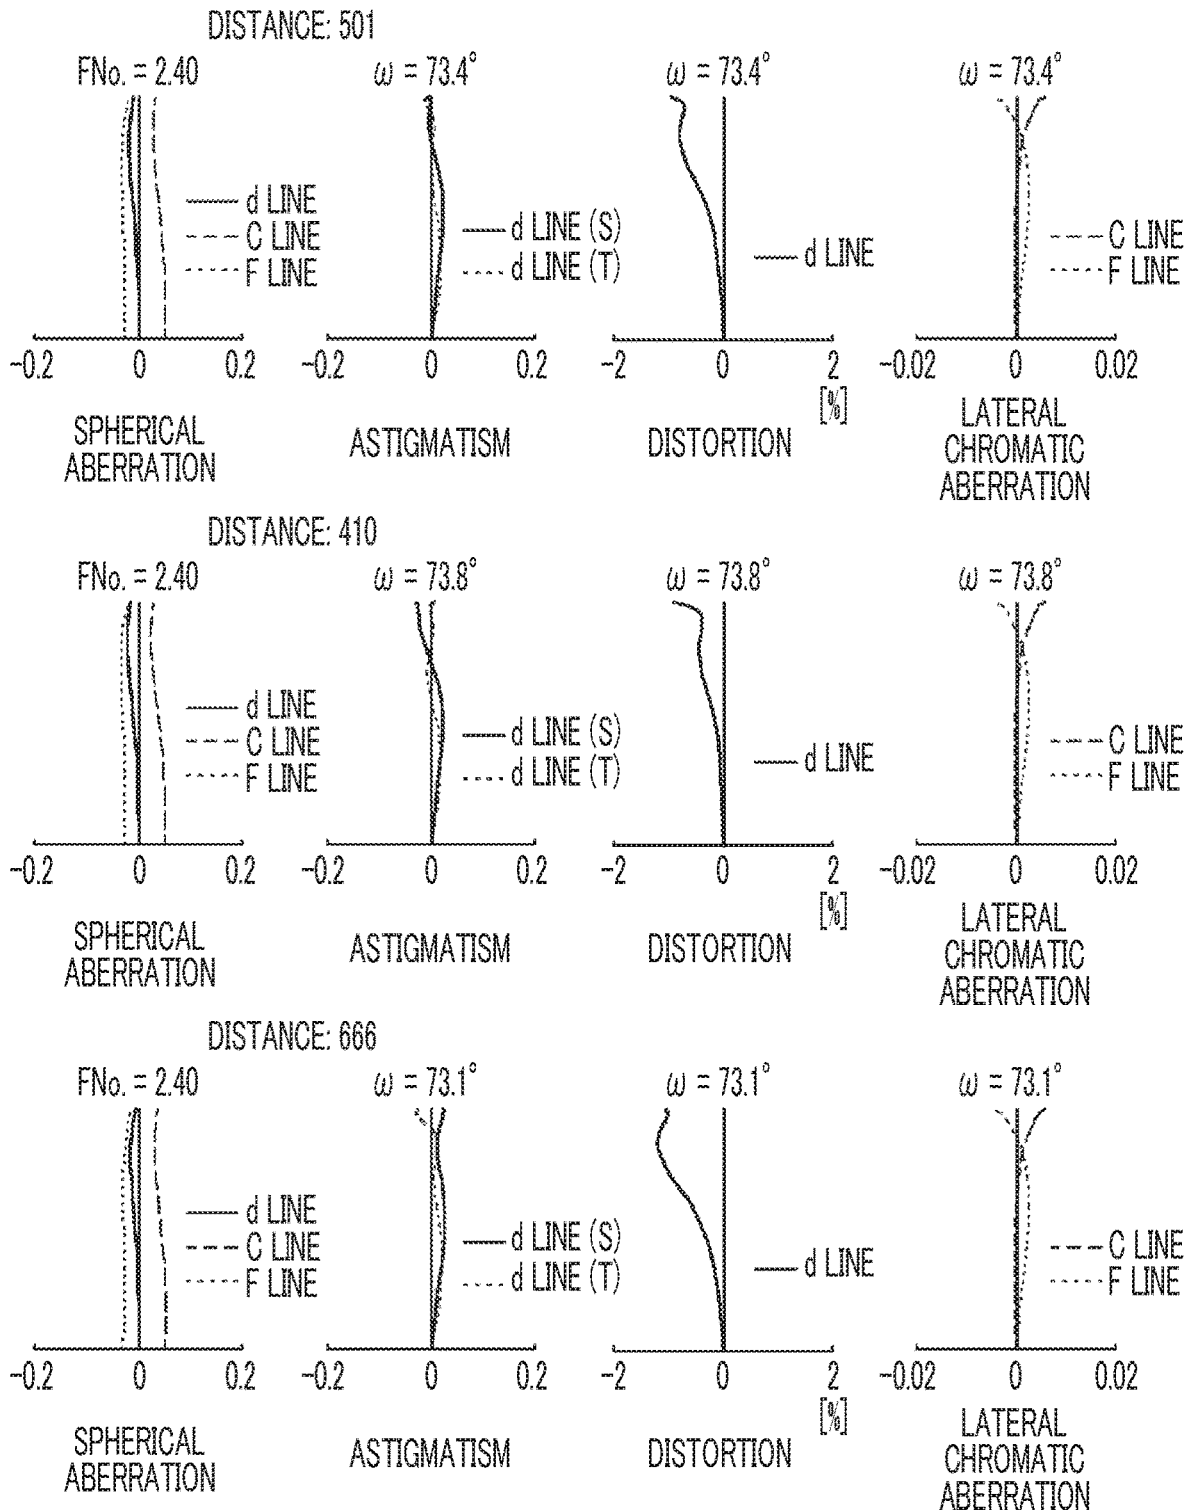 DISTANCE: 501
FNo. = 2.40
ω = 73.4°
ω = 73.4°
ω = 73.4°
d LINE
C LINE
F LINE
d LINE (S)
d LINE (T)
d LINE
C LINE
F LINE
-0.2 0 0.2
-0.2 0 0.2
-2 0 2
[%]
-0.02 0 0.02
SPHERICAL
ABERRATION
ASTIGMATISM
DISTORTION
LATERAL
CHROMATIC
ABERRATION
DISTANCE: 410
FNo. = 2.40
ω = 73.8°
ω = 73.8°
ω = 73.8°
d LINE
C LINE
F LINE
d LINE (S)
d LINE (T)
d LINE
C LINE
F LINE
-0.2 0 0.2
-0.2 0 0.2
-2 0 2
[%]
-0.02 0 0.02
SPHERICAL
ABERRATION
ASTIGMATISM
DISTORTION
LATERAL
CHROMATIC
ABERRATION
DISTANCE: 666
FNo. = 2.40
ω = 73.1°
ω = 73.1°
ω = 73.1°
d LINE
C LINE
F LINE
d LINE (S)
d LINE (T)
d LINE
C LINE
F LINE
-0.2 0 0.2
-0.2 0 0.2
-2 0 2
[%]
-0.02 0 0.02
SPHERICAL
ABERRATION
ASTIGMATISM
DISTORTION
LATERAL
CHROMATIC
ABERRATION